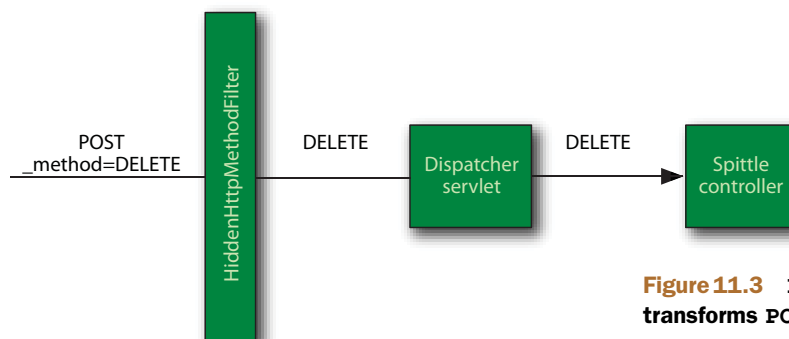 POST
_method=DELETE
HiddenHttpMethodFilter
DELETE
Dispatcher
servlet
DELETE
Spittle
controller
Figure 11.3
transforms